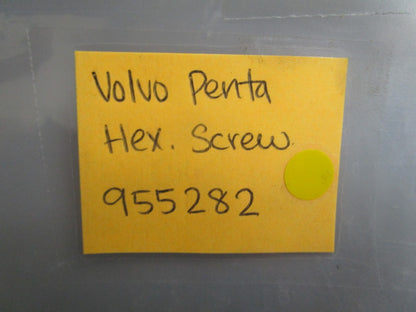 Volvo Penta
Hex. Screw
955282